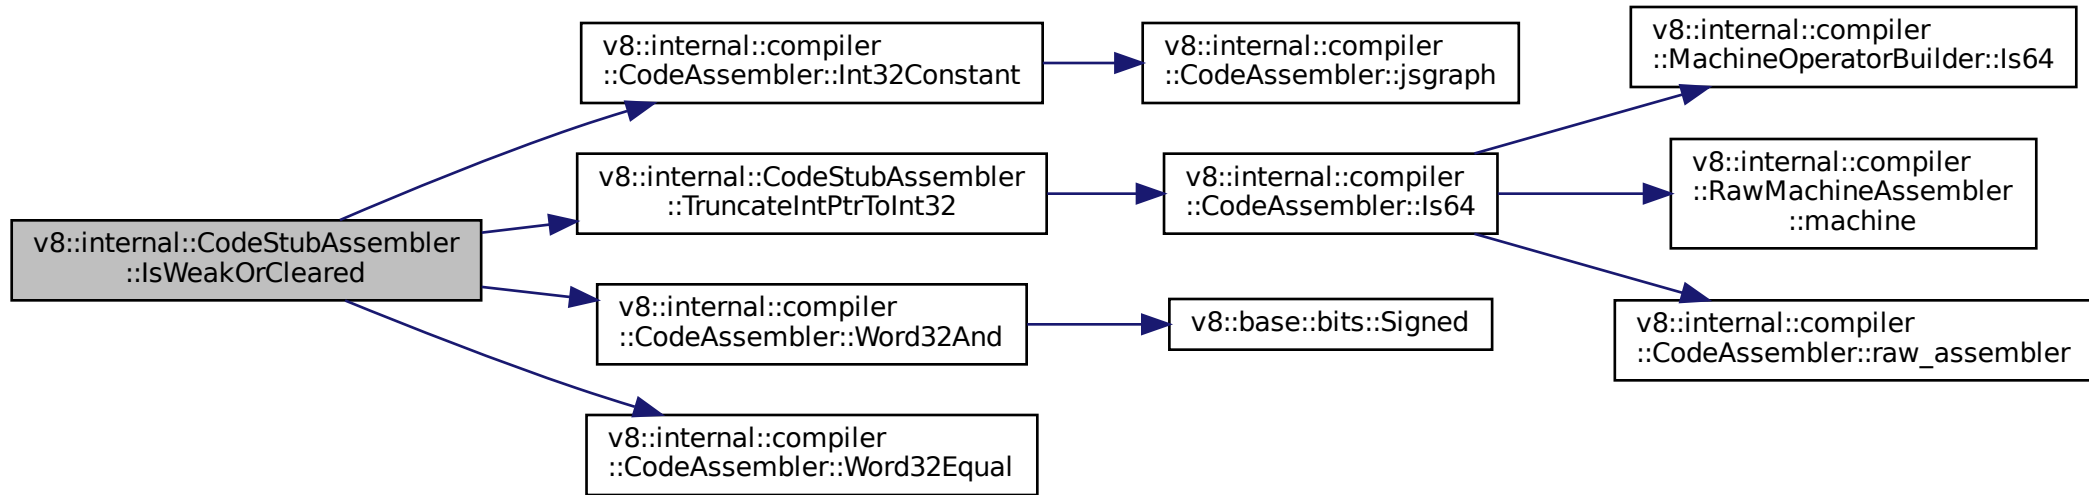 v8::internal::CodeStubAssembler
::IsWeakOrCleared
v8::internal::compiler
::CodeAssembler::Int32Constant
v8::internal::compiler
::CodeAssembler::jsgraph
v8::internal::CodeStubAssembler
::TruncateIntPtrToInt32
v8::internal::compiler
::CodeAssembler::Is64
v8::internal::compiler
::MachineOperatorBuilder::Is64
v8::internal::compiler
::RawMachineAssembler
::machine
v8::internal::compiler
::CodeAssembler::raw_assembler
v8::internal::compiler
::CodeAssembler::Word32And
v8::base::bits::Signed
v8::internal::compiler
::CodeAssembler::Word32Equal